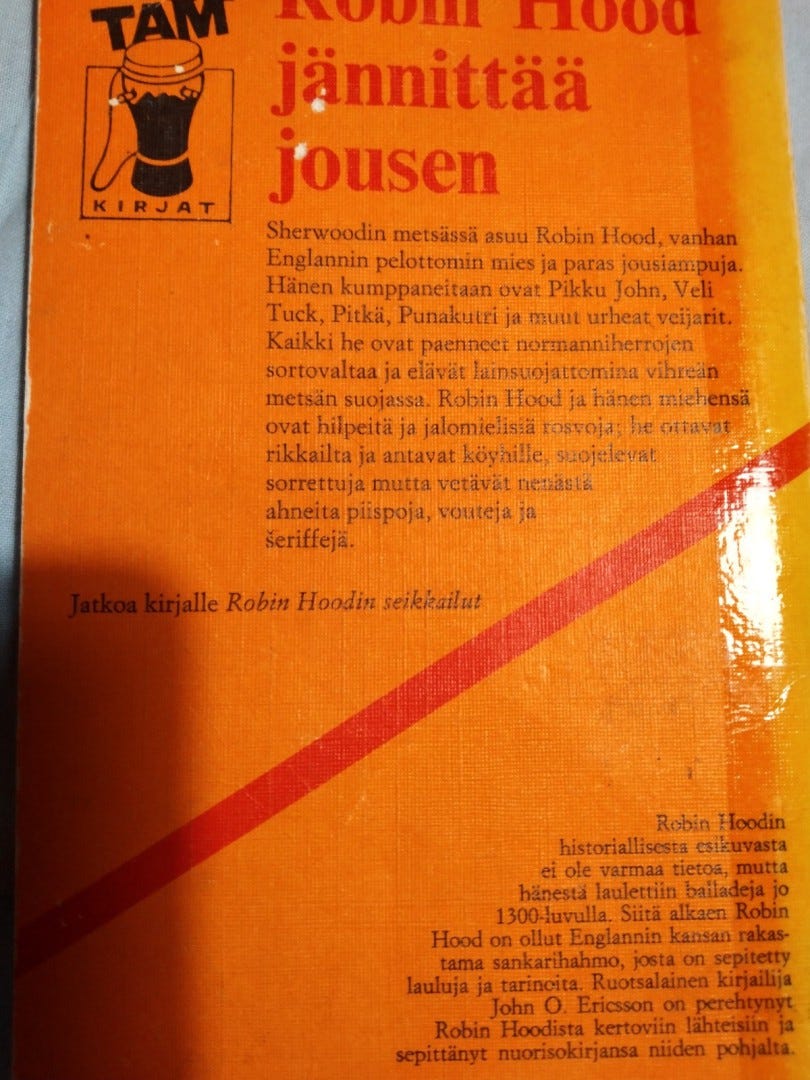 TAM
KIRJAT
Robin Hood
jännittää
jousen
Sherwoodin metsässä asuu Robin Hood, vanhan
Englannin pelottomin mies ja paras jousiampuja.
Hänen kumppaneitaan ovat Pikku John, Veli
Tuck, Pitkä, Punakutri ja muut urheat veijarit.
Kaikki he ovat paenneet normanniherrojen
sortovaltaa ja elävät lainsuojattomina vihreän
metsän suojassa. Robin Hood ja hänen miehensä
ovat hilpeitä ja jalomielisiä rosvoja; he ottavat
rikkailta ja antavat köyhille, suojelevat
sorrettuja mutta vetävät nenästä
ahneita piispoja, vouteja ja
šeriffejä.
Jatkoa kirjalle Robin Hoodin seikkailut
Robin Hoodin
historiallisesta esikuvasta
ei ole varmaa tietoa, mutta
hänestä laulettiin balladeja jo
1300-luvulla. Siitä alkaen Robin
Hood on ollut Englannin kansan rakas-
tama sankarihahmo, josta on sepitetty
lauluja ja tarinoita. Ruotsalainen kirjailija
John O. Ericsson on perehtynyt
Robin Hoodista kertoviin lähteisiin ja
sepittänyt nuorisokirjansa niiden pohjalta.